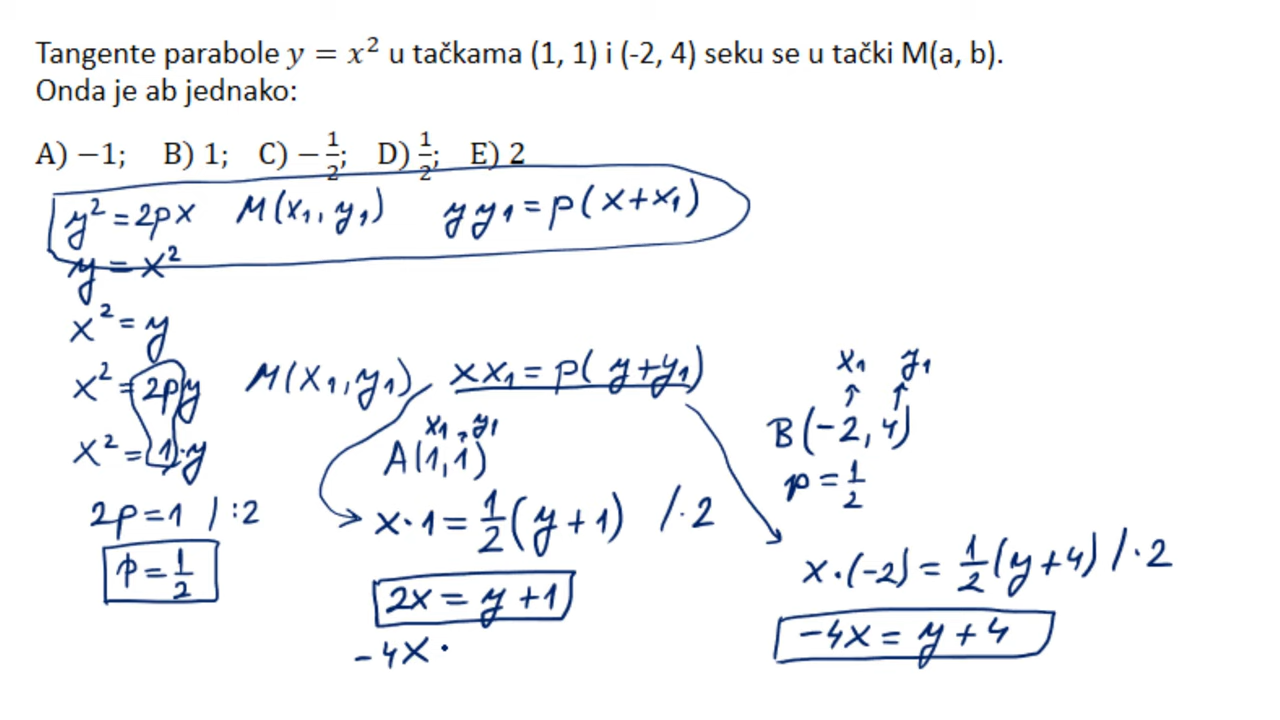 Tangente parabole y = x² u tačkama (1, 1) i (-2, 4) seku se u tački M(a, b).
Onda je ab jednako:
A) −1; B) 1; C) −1/2; D) 1/2; E) 2
y² = 2px M(x₁, y₁) yy₁ = p(x+x₁)
y = x²
x² = y
x² = 2py M(x₁, y₁) xx₁ = p(y+y₁)
x² = 1·y
2p = 1 /:2
p = 1/2
x₁, y₁
A(1,1)
x·1 = 1/2(y+1) /·2
2x = y+1
-4x ·
x₁ y₁
B(-2, 4)
p = 1/2
x·(-2) = 1/2(y+4) /·2
-4x = y+4